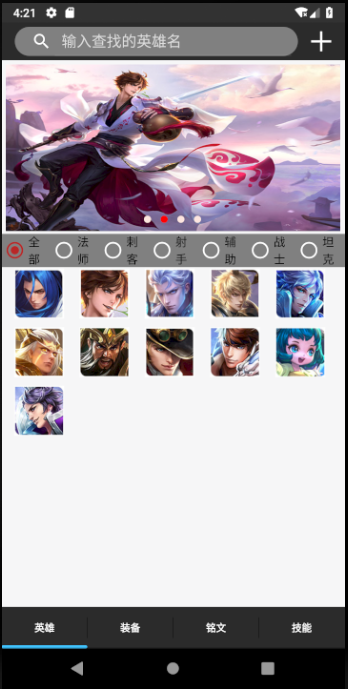 4:21
输入查找的英雄名
全部 法师 刺客 射手 辅助 战士 坦克
英雄 装备 铭文 技能